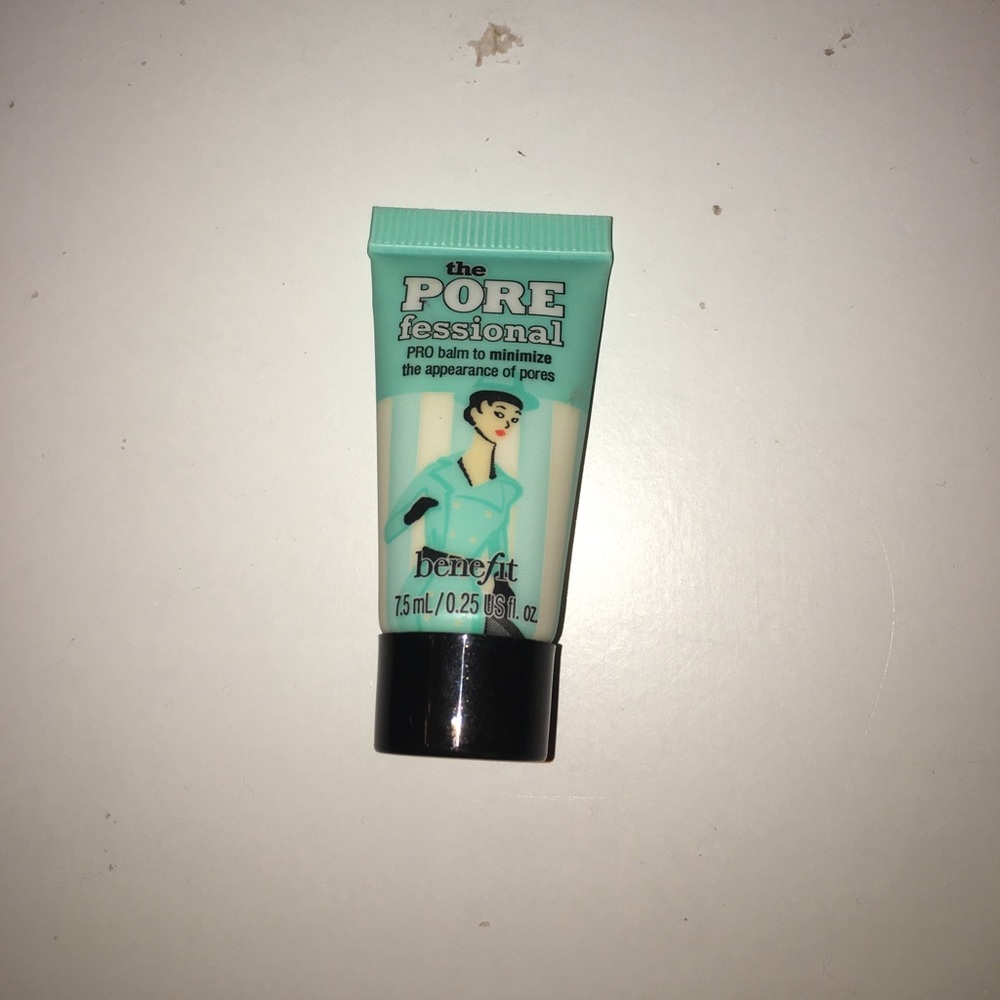 the
PORE
fessional
PRO balm to minimize
the appearance of pores
benefit
7.5 mL / 0.25 US fl. oz.